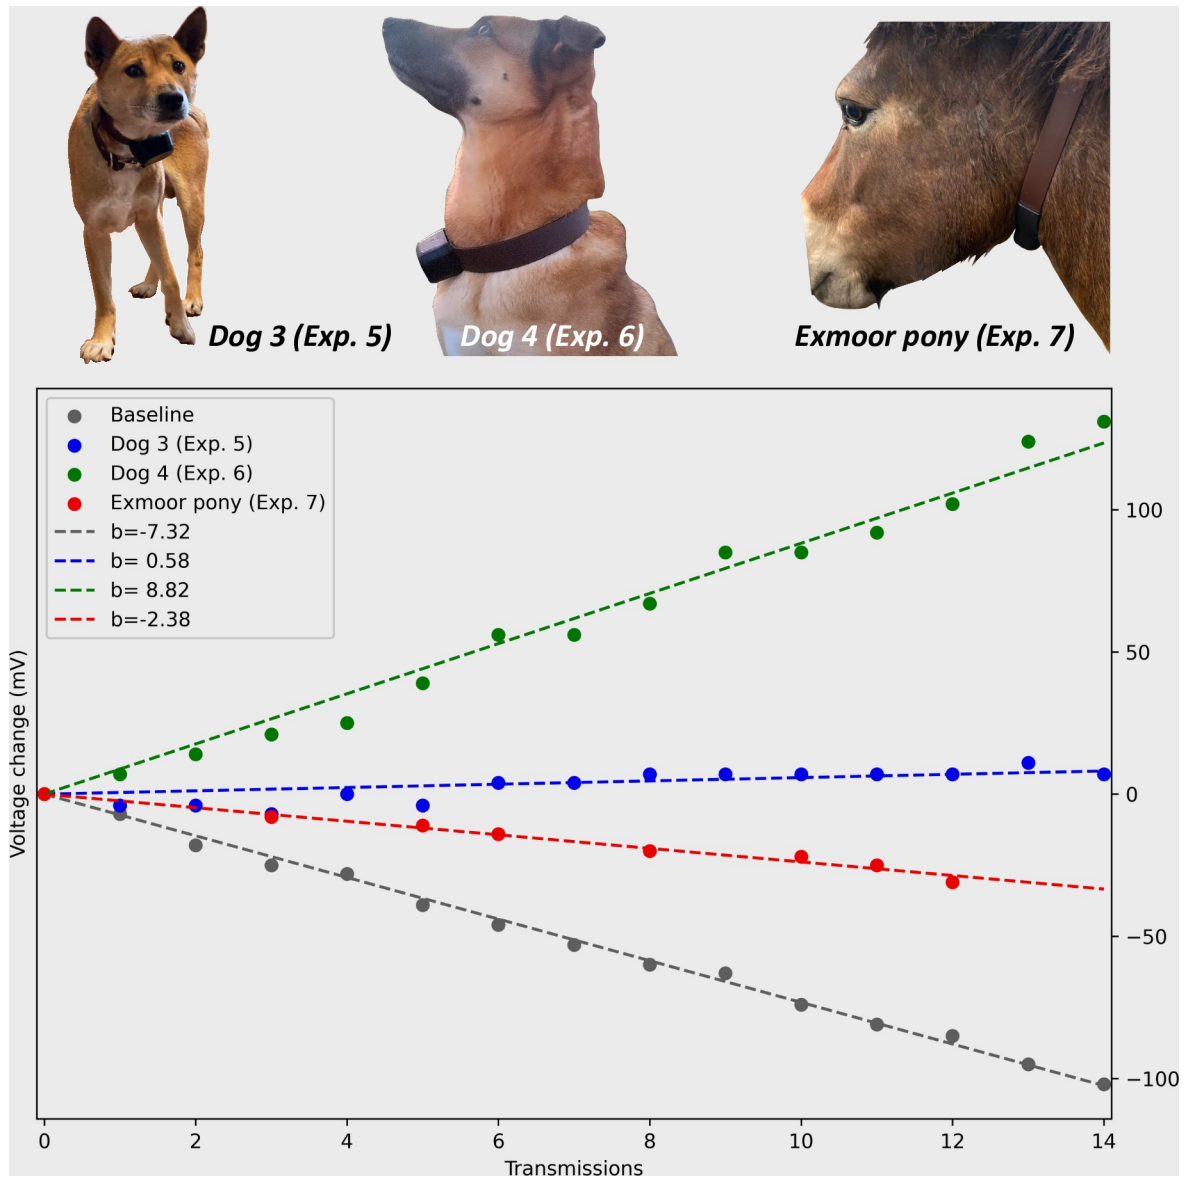 Dog 3 (Exp. 5)
Dog 4 (Exp. 6)
Exmoor pony (Exp. 7)
Baseline
Dog 3 (Exp. 5)
Dog 4 (Exp. 6)
Exmoor pony (Exp. 7)
b=-7.32
b= 0.58
b= 8.82
b=-2.38
Voltage change (mV)
100
50
0
−50
−100
0 2 4 6 8 10 12 14
Transmissions